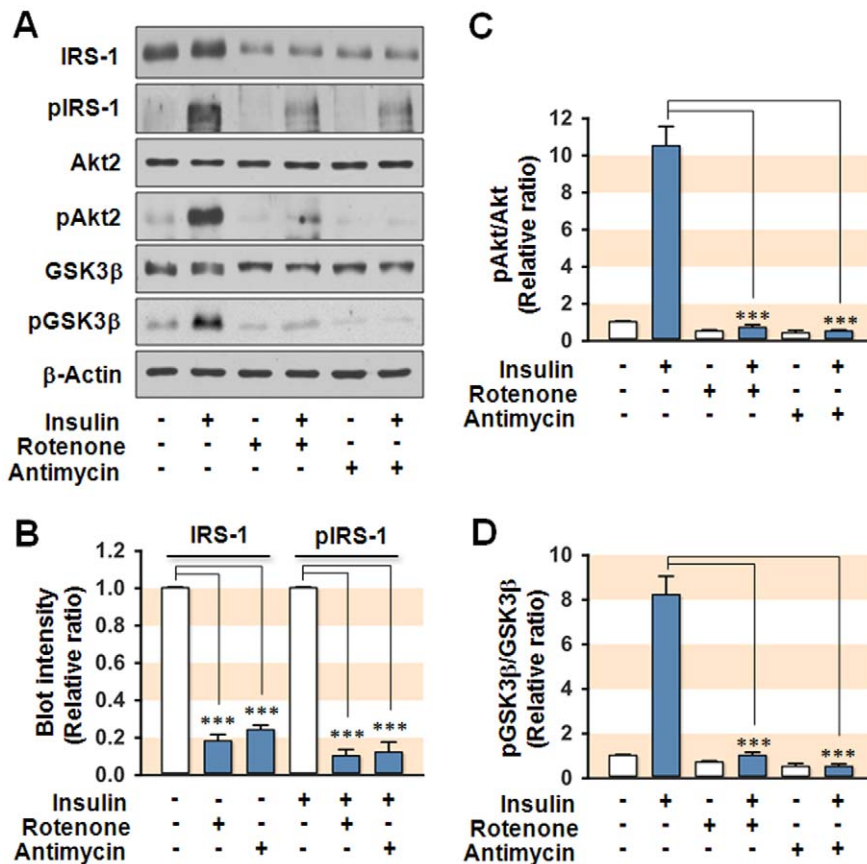 A
IRS-1
pIRS-1
Akt2
pAkt2
GSK3β
pGSK3β
β-Actin
Insulin - + - + - +
Rotenone - - + + - -
Antimycin - - - - + +
B
IRS-1 pIRS-1
Blot intensity
(Relative ratio)
1.2
1.0
0.8
0.6
0.4
0.2
0.0
*** *** *** ***
Insulin - - - + + +
Rotenone - + - - + -
Antimycin - - + - - +
C
pAkt/Akt
(Relative ratio)
12
10
8
6
4
2
0
*** ***
Insulin - + - + - +
Rotenone - - + + - -
Antimycin - - - - + +
D
pGSK3β/GSK3β
(Relative ratio)
10
8
6
4
2
0
*** ***
Insulin - + - + - +
Rotenone - - + + - -
Antimycin - - - - + +